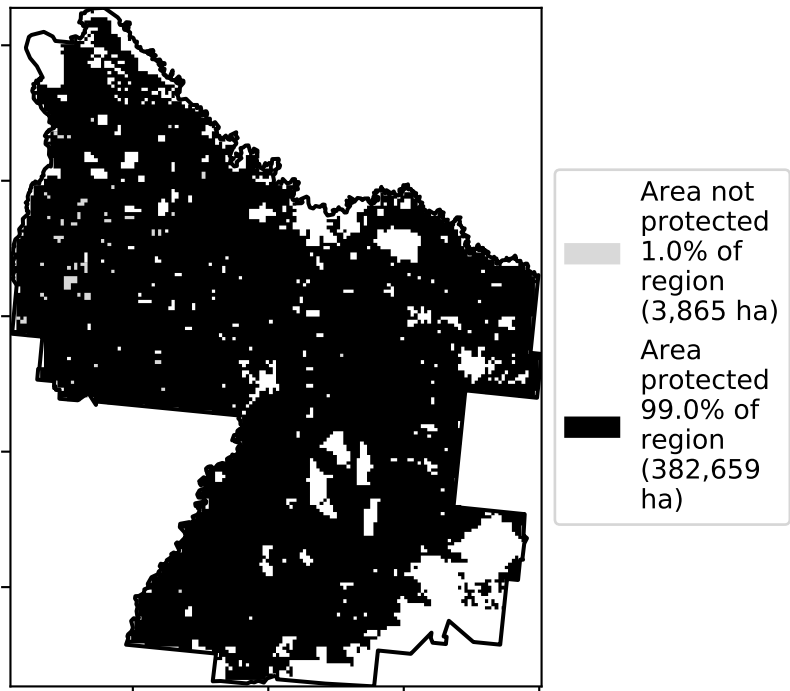 Area not
protected
1.0% of
region
(3,865 ha)
Area
protected
99.0% of
region
(382,659
ha)